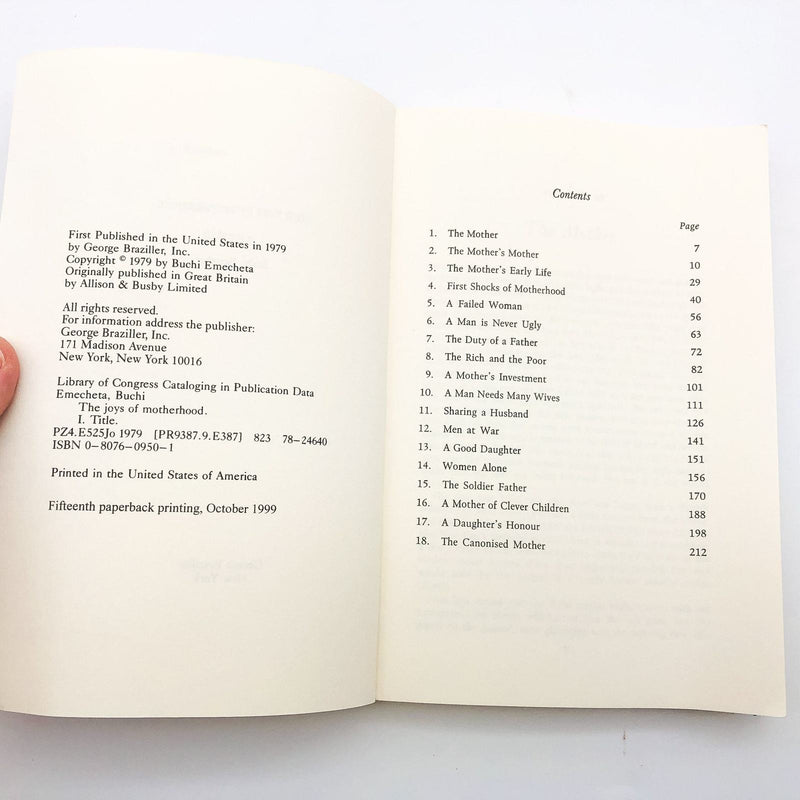 First Published in the United States in 1979
by George Braziller, Inc.
Copyright © 1979 by Buchi Emecheta
Originally published in Great Britain
by Allison & Busby Limited
All rights reserved.
For information address the publisher:
George Braziller, Inc.
171 Madison Avenue
New York, New York 10016
Library of Congress Cataloging in Publication Data
Emecheta, Buchi
The joys of motherhood.
I. Title.
PZ4.E525Jo 1979 [PR9387.9.E387] 823 78–24640
ISBN 0–8076–0950–1
Printed in the United States of America
Fifteenth paperback printing, October 1999
Contents
Page
1. The Mother 7
2. The Mother's Mother 10
3. The Mother's Early Life 29
4. First Shocks of Motherhood 40
5. A Failed Woman 56
6. A Man is Never Ugly 63
7. The Duty of a Father 72
8. The Rich and the Poor 82
9. A Mother's Investment 101
10. A Man Needs Many Wives 111
11. Sharing a Husband 126
12. Men at War 141
13. A Good Daughter 151
14. Women Alone 156
15. The Soldier Father 170
16. A Mother of Clever Children 188
17. A Daughter's Honour 198
18. The Canonised Mother 212